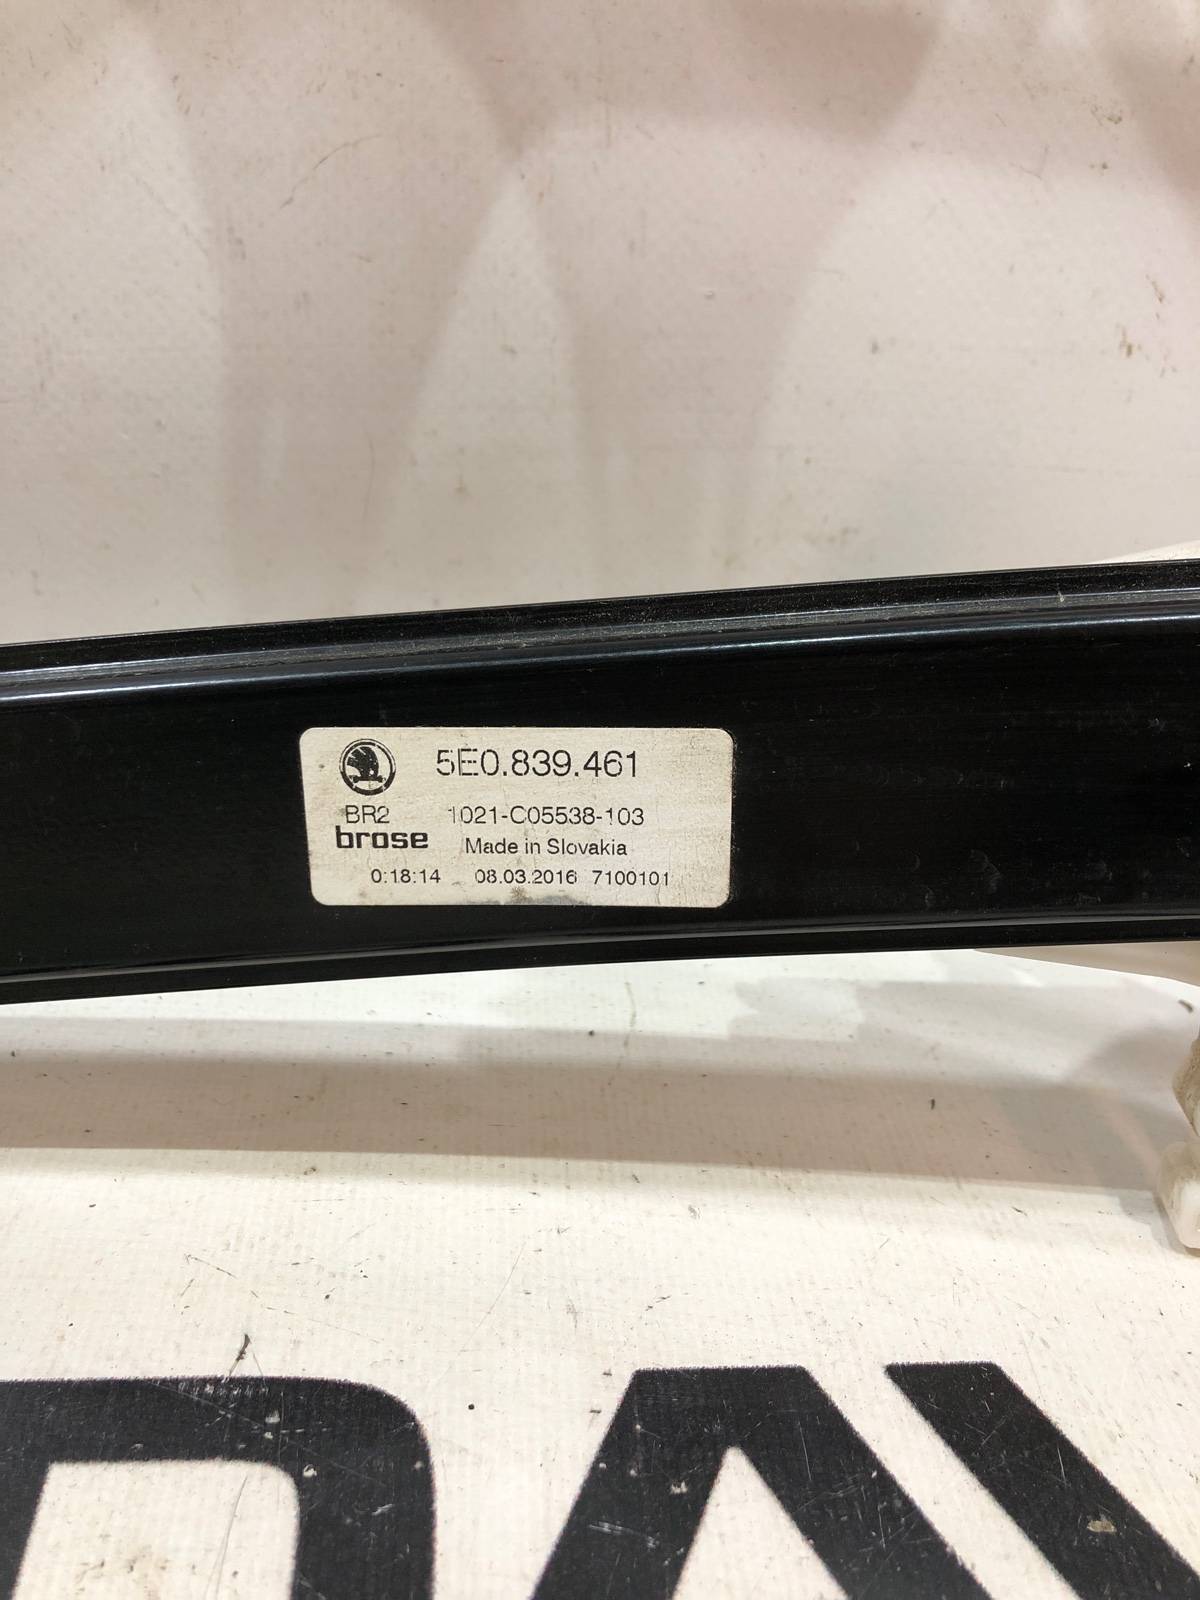 5E0.839.461
BR2 1021-C05538-103
brose Made in Slovakia
0:18:14 08.03.2016 7100101